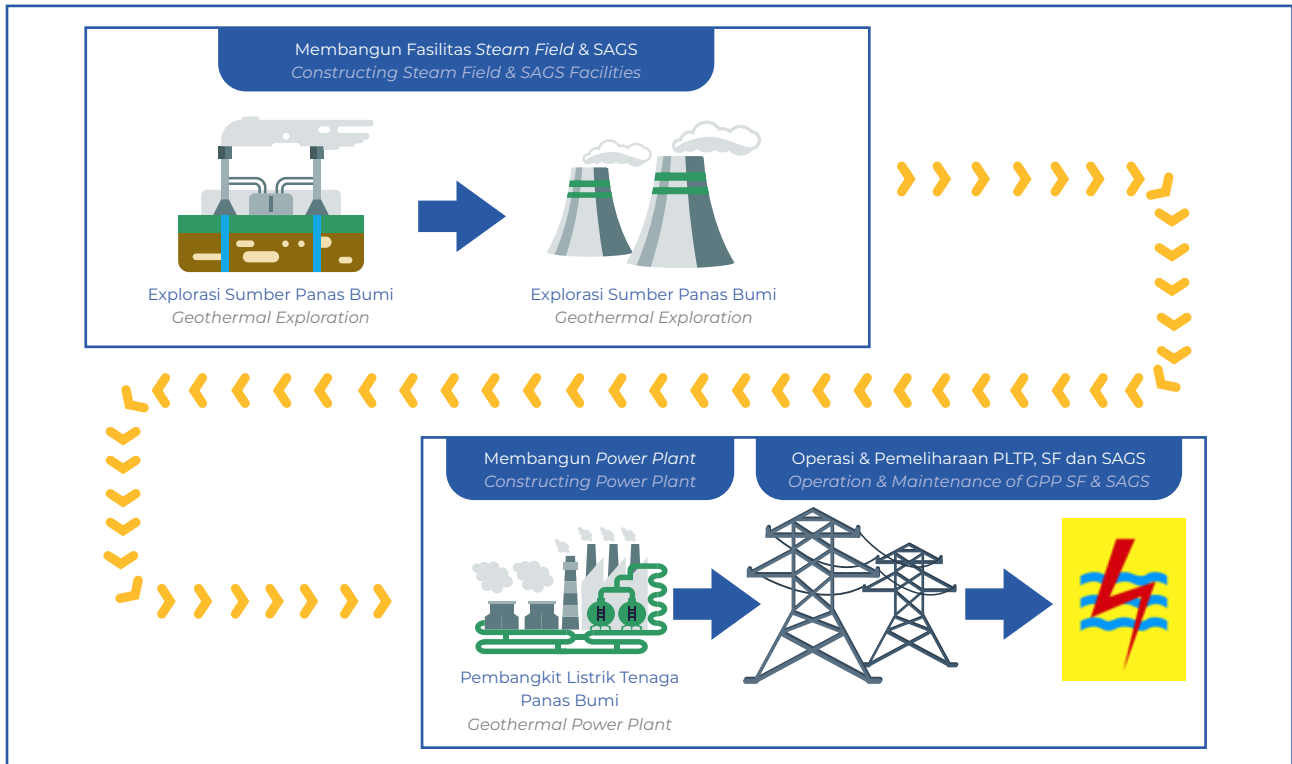 Membangun Fasilitas Steam Field & SAGS
Constructing Steam Field & SAGS Facilities
Explorasi Sumber Panas Bumi
Geothermal Exploration
Explorasi Sumber Panas Bumi
Geothermal Exploration
Membangun Power Plant
Constructing Power Plant
Operasi & Pemeliharaan PLTP, SF dan SAGS
Operation & Maintenance of GPP SF & SAGS
Pembangkit Listrik Tenaga
Panas Bumi
Geothermal Power Plant